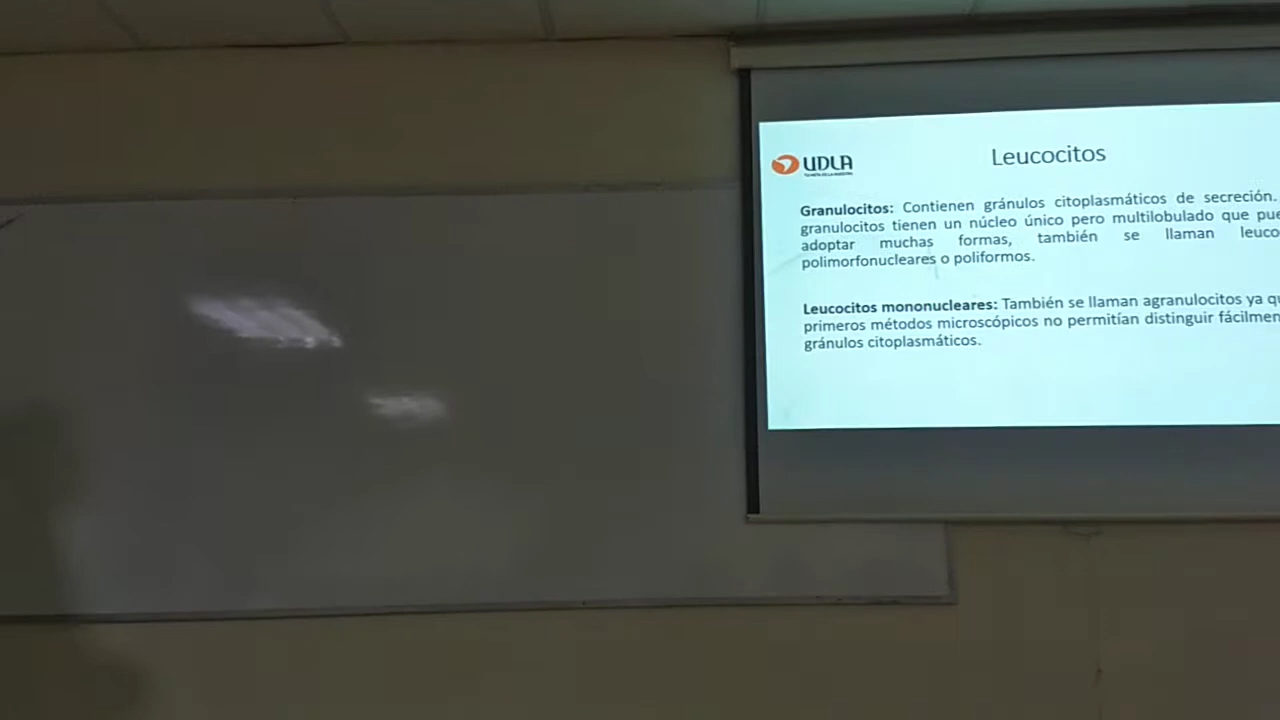 UDLA
Leucocitos
Granulocitos: Contienen gránulos citoplasmáticos de secreción.
granulocitos tienen un núcleo único pero multilobulado que
adoptar muchas formas, también se llaman
polimorfonucleares o poliformos.
Leucocitos mononucleares: También se llaman agranulocitos ya
primeros métodos microscópicos no permitían distinguir
gránulos citoplasmáticos.